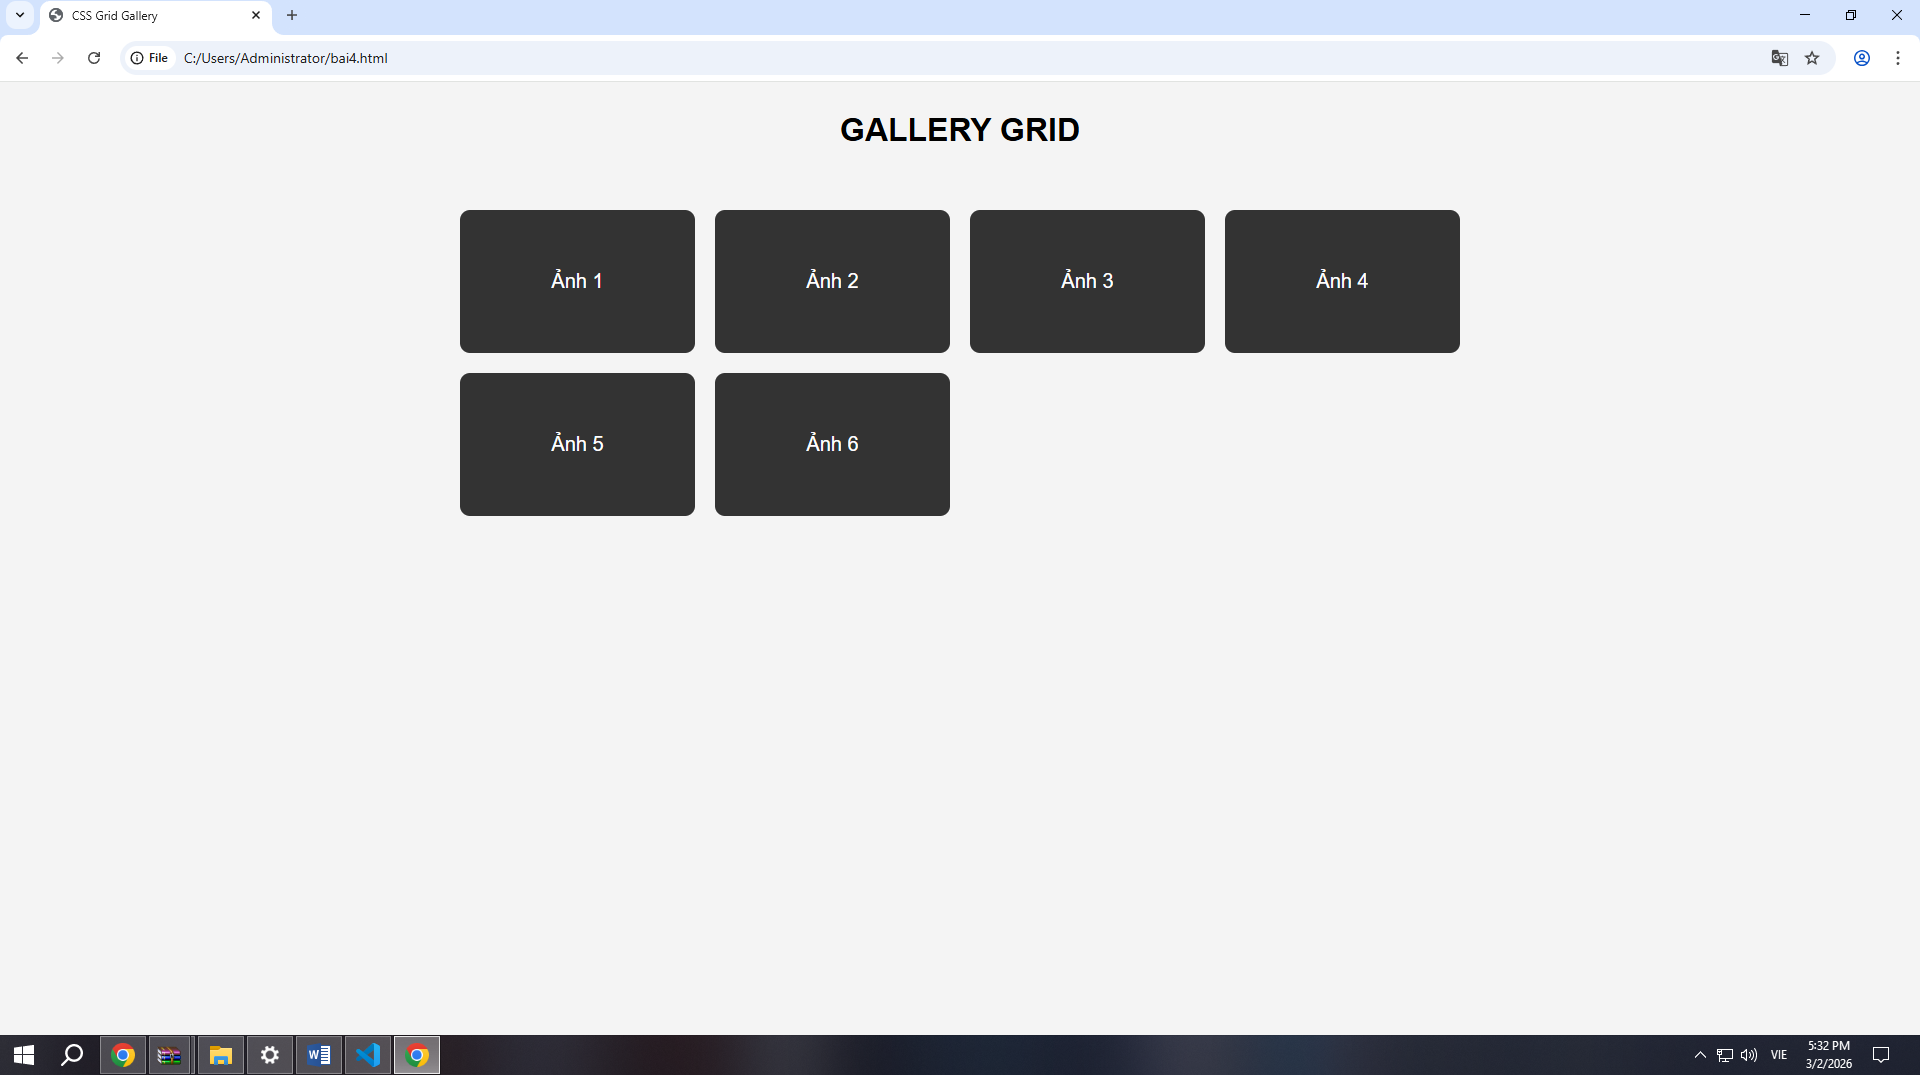 CSS Grid Gallery
File
C:/Users/Administrator/bai4.html
GALLERY GRID
Ảnh 1
Ảnh 2
Ảnh 3
Ảnh 4
Ảnh 5
Ảnh 6
VIE
5:32 PM
3/2/2026